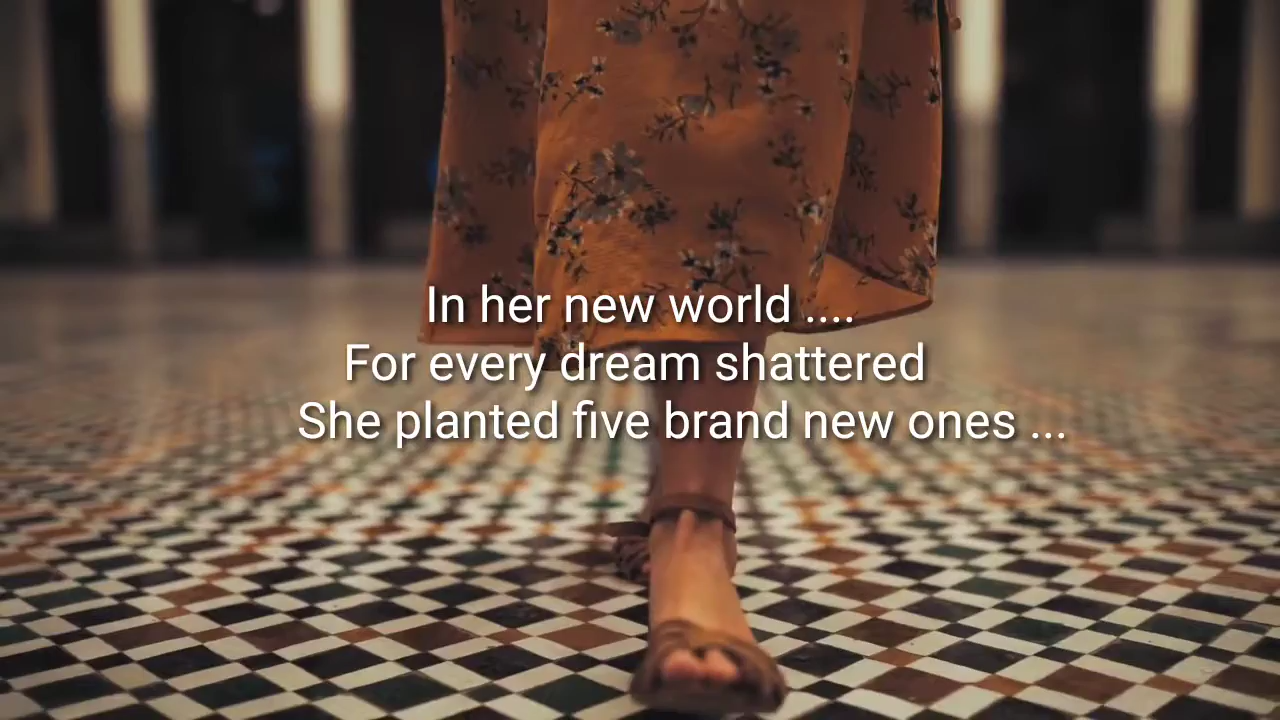 In her new world ....
For every dream shattered
She planted five brand new ones ...